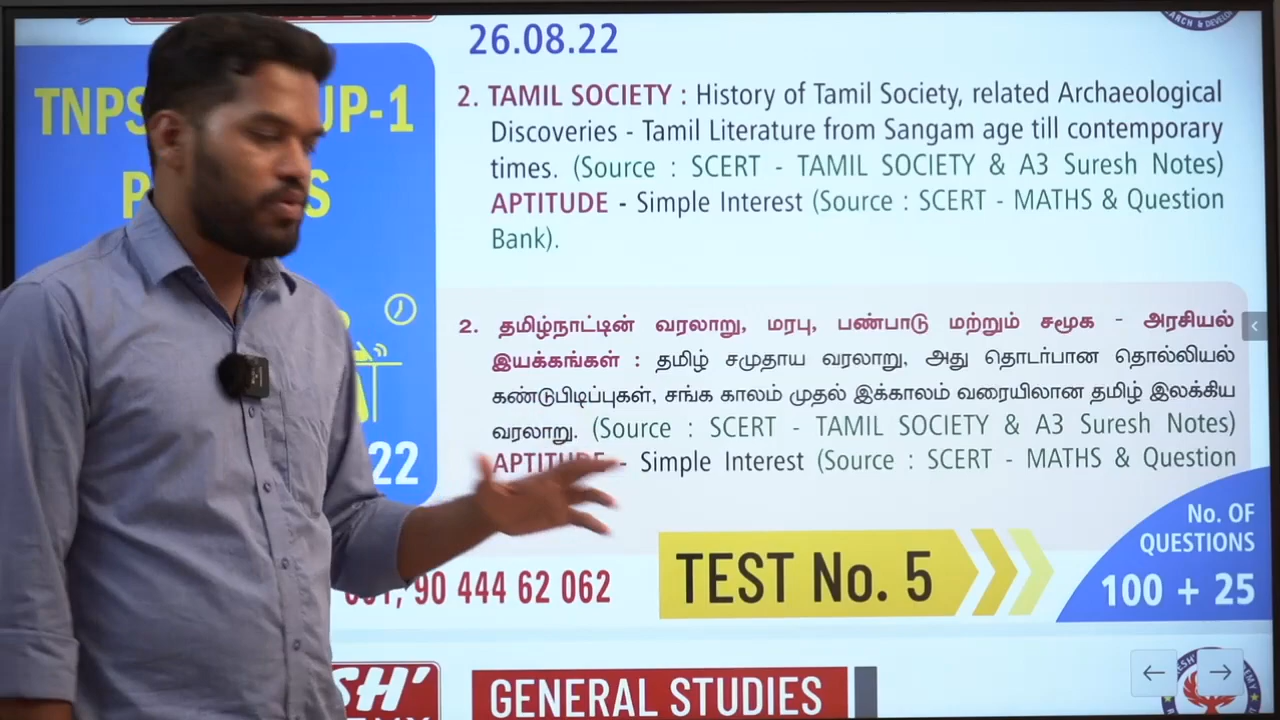 26.08.22
2. TAMIL SOCIETY : History of Tamil Society, related Archaeological
Discoveries - Tamil Literature from Sangam age till contemporary
times. (Source : SCERT - TAMIL SOCIETY & A3 Suresh Notes)
APTITUDE - Simple Interest (Source : SCERT - MATHS & Question
Bank).
2. தமிழ்நாட்டின் வரலாறு, மரபு, பண்பாடு மற்றும் சமூக - அரசியல்
இயக்கங்கள் : தமிழ் சமுதாய வரலாறு, அது தொடர்பான தொல்லியல்
கண்டுபிடிப்புகள், சங்க காலம் முதல் இக்காலம் வரையிலான தமிழ் இலக்கிய
வரலாறு. (Source : SCERT - TAMIL SOCIETY & A3 Suresh Notes)
APTITUDE - Simple Interest (Source : SCERT - MATHS & Question
22
90 444 62 062
TEST No. 5
No. OF
QUESTIONS
100 + 25
GENERAL STUDIES